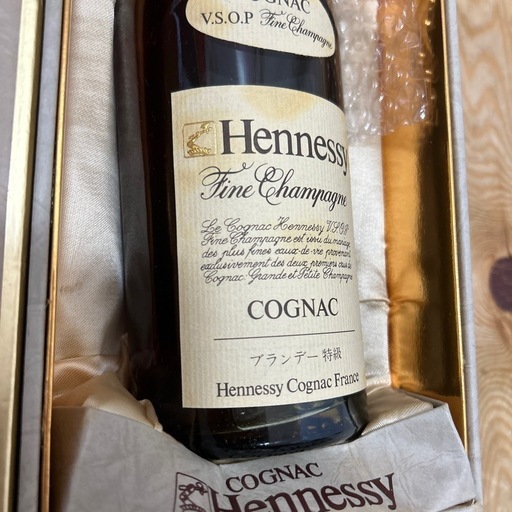 COGNAC
V.S.O.P Fine Champagne
Hennessy
Fine Champagne
Le Cognac Hennessy V.S.O.P
Fine Champagne est issu du mariage
des plus fines eaux-de-vie provenant
exclusivement des deux premiers crus de
Cognac: Grande et Petite Champagne
COGNAC
ブランデー特級
Hennessy Cognac France
COGNAC
Hennessy